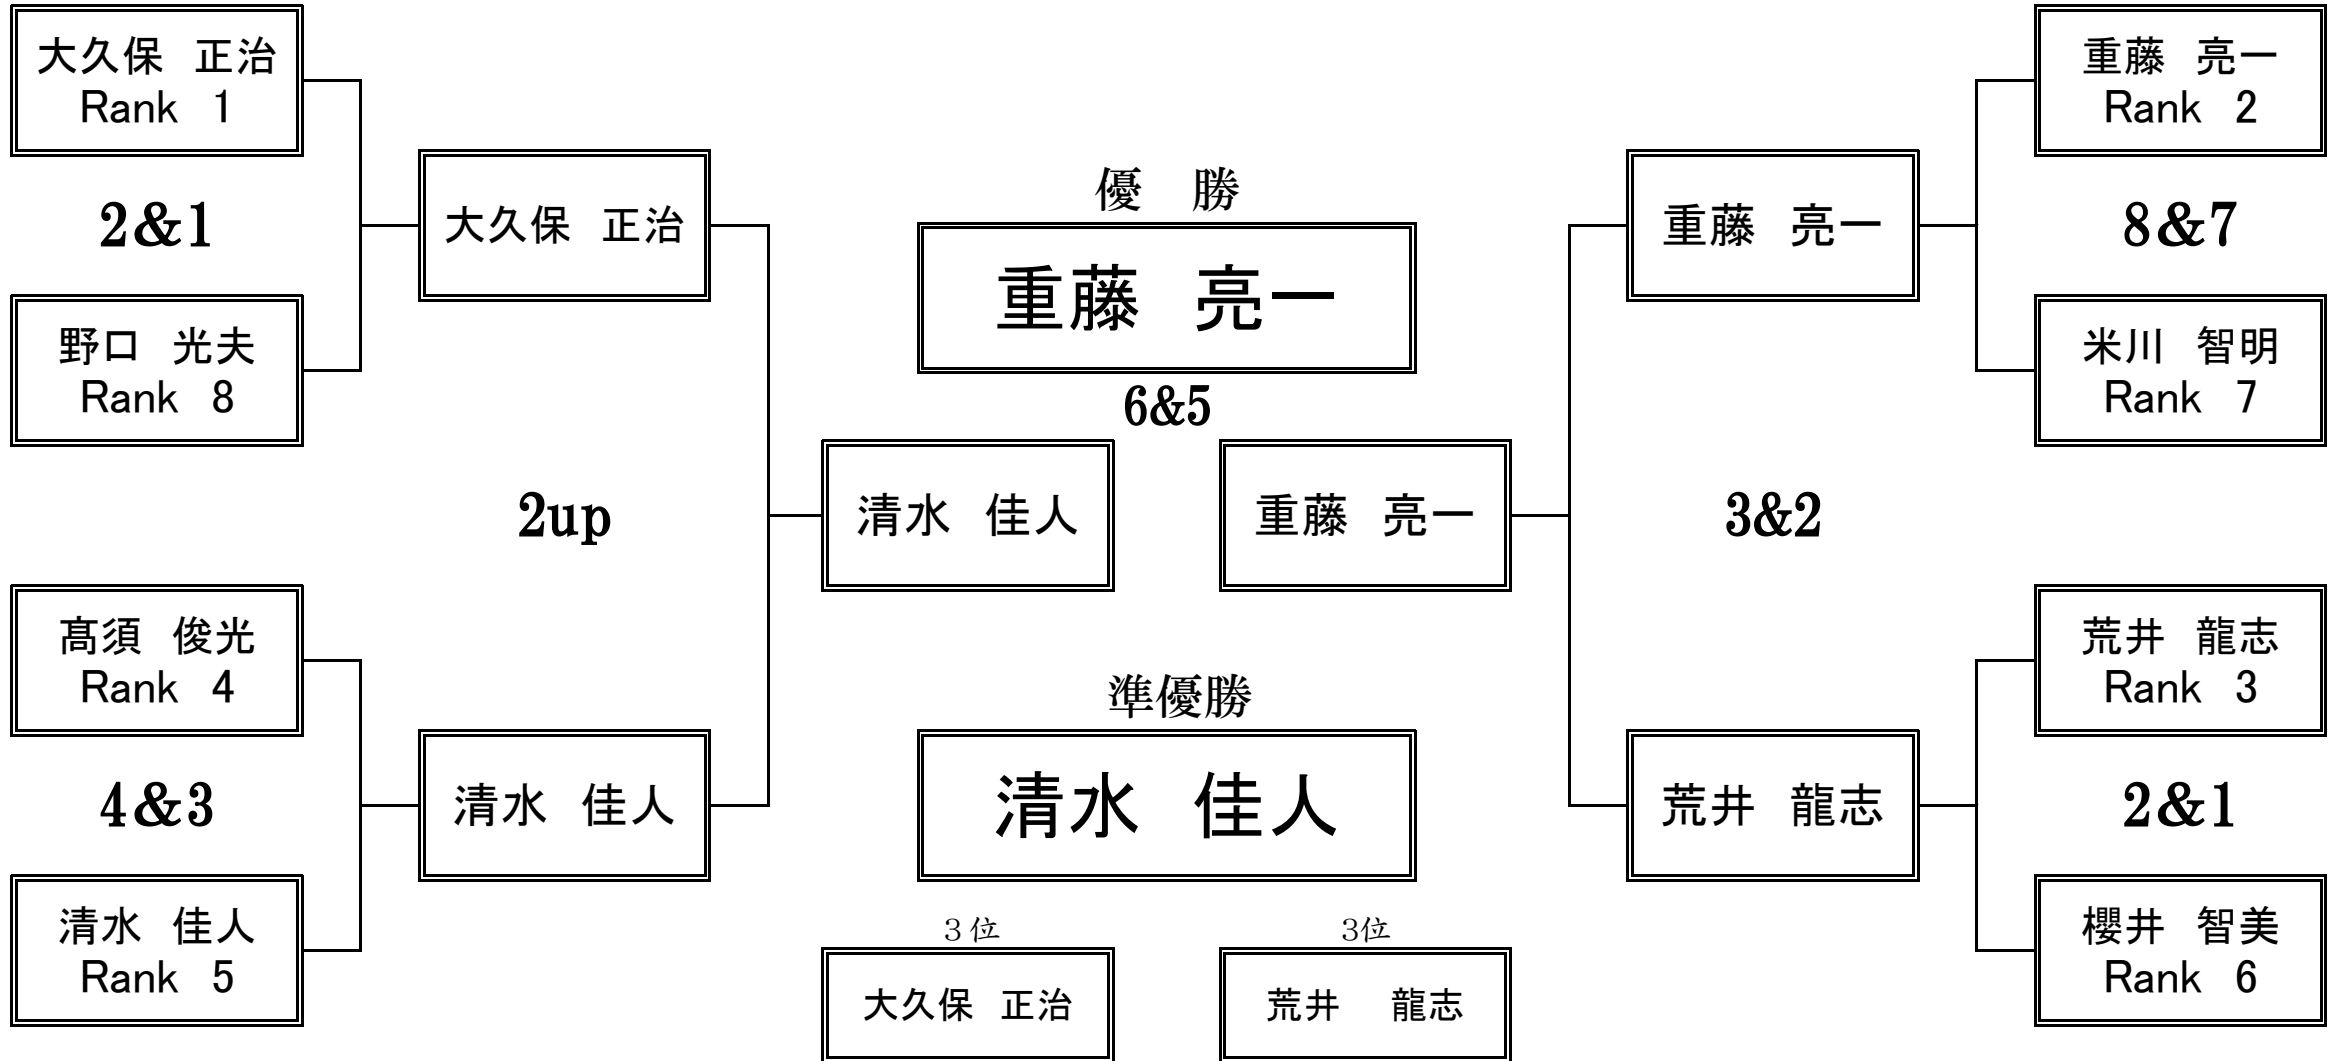 大久保　正治
Rank　1
2&1
野口　光夫
Rank　8
大久保　正治
2up
髙須　俊光
Rank　4
4&3
清水　佳人
Rank　5
清水　佳人
優　勝
重藤　亮一
6&5
清水　佳人
重藤　亮一
準優勝
清水　佳人
３位
大久保　正治
3位
荒井　龍志
重藤　亮一
3&2
荒井　龍志
重藤　亮一
Rank　2
8&7
米川　智明
Rank　7
荒井　龍志
Rank　3
2&1
櫻井　智美
Rank　6